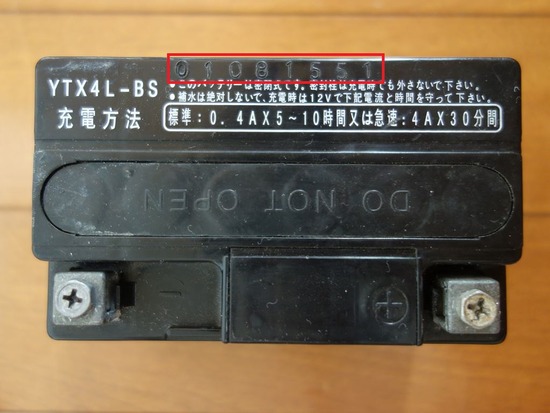 01081551
YTX4L-BS
●このバッテリーは密閉式です。密封栓は充電時でも外さないで下さい。
●補水は絶対しないで、充電時は12Vで下記電流と時間を守って下さい。
充電方法
標準:0.4AX5~10時間又は急速:4AX30分間
DO NOT OPEN
- +